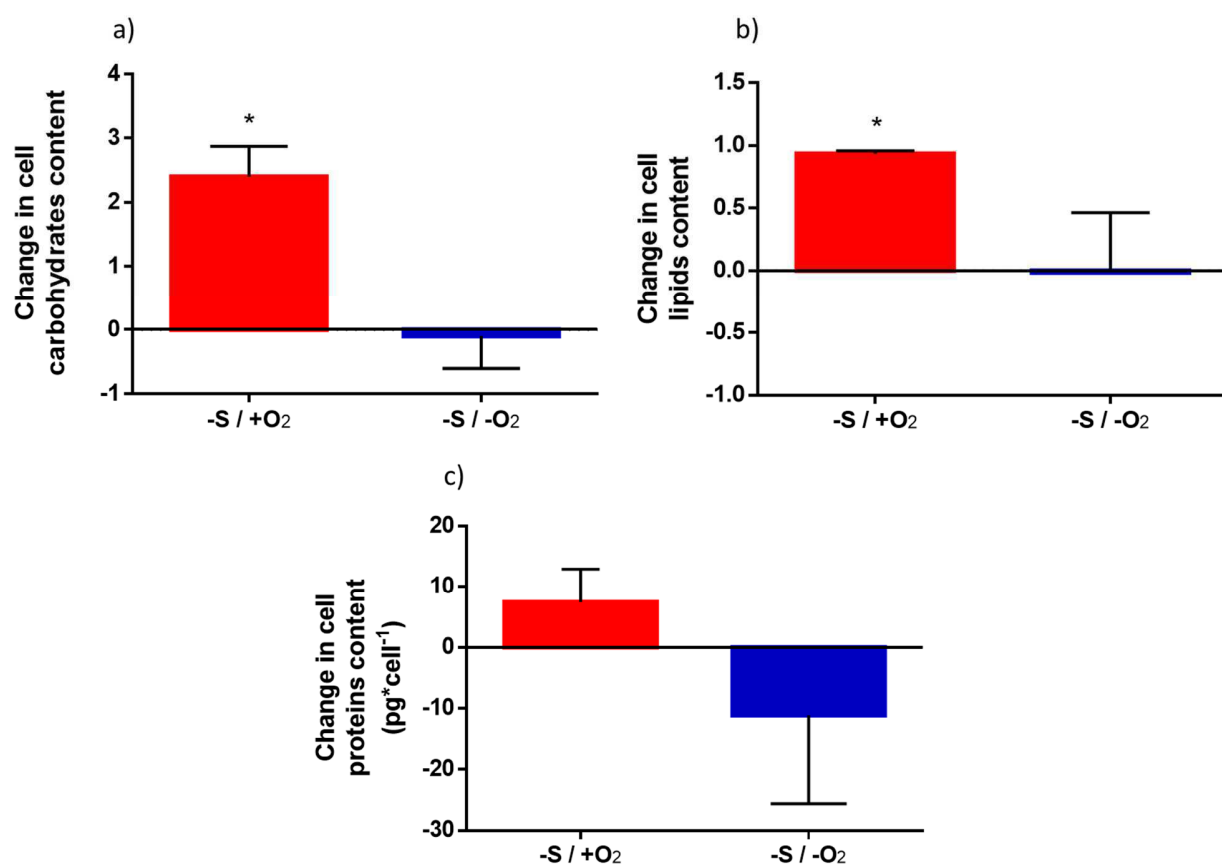 a)
Change in cell
carbohydrates content
4
3
2
1
0
-1
*
-S / +O₂
-S / -O₂
b)
Change in cell
lipids content
1.5
1.0
0.5
0.0
-0.5
-1.0
*
-S / +O₂
-S / -O₂
c)
Change in cell
proteins content
(pg*cell⁻¹)
20
10
0
-10
-20
-30
-S / +O₂
-S / -O₂